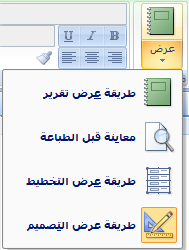 U I B
عرض
طريقة عرض تقرير
معاينة قبل الطباعة
طريقة عرض التخطيط
طريقة عرض التصميم